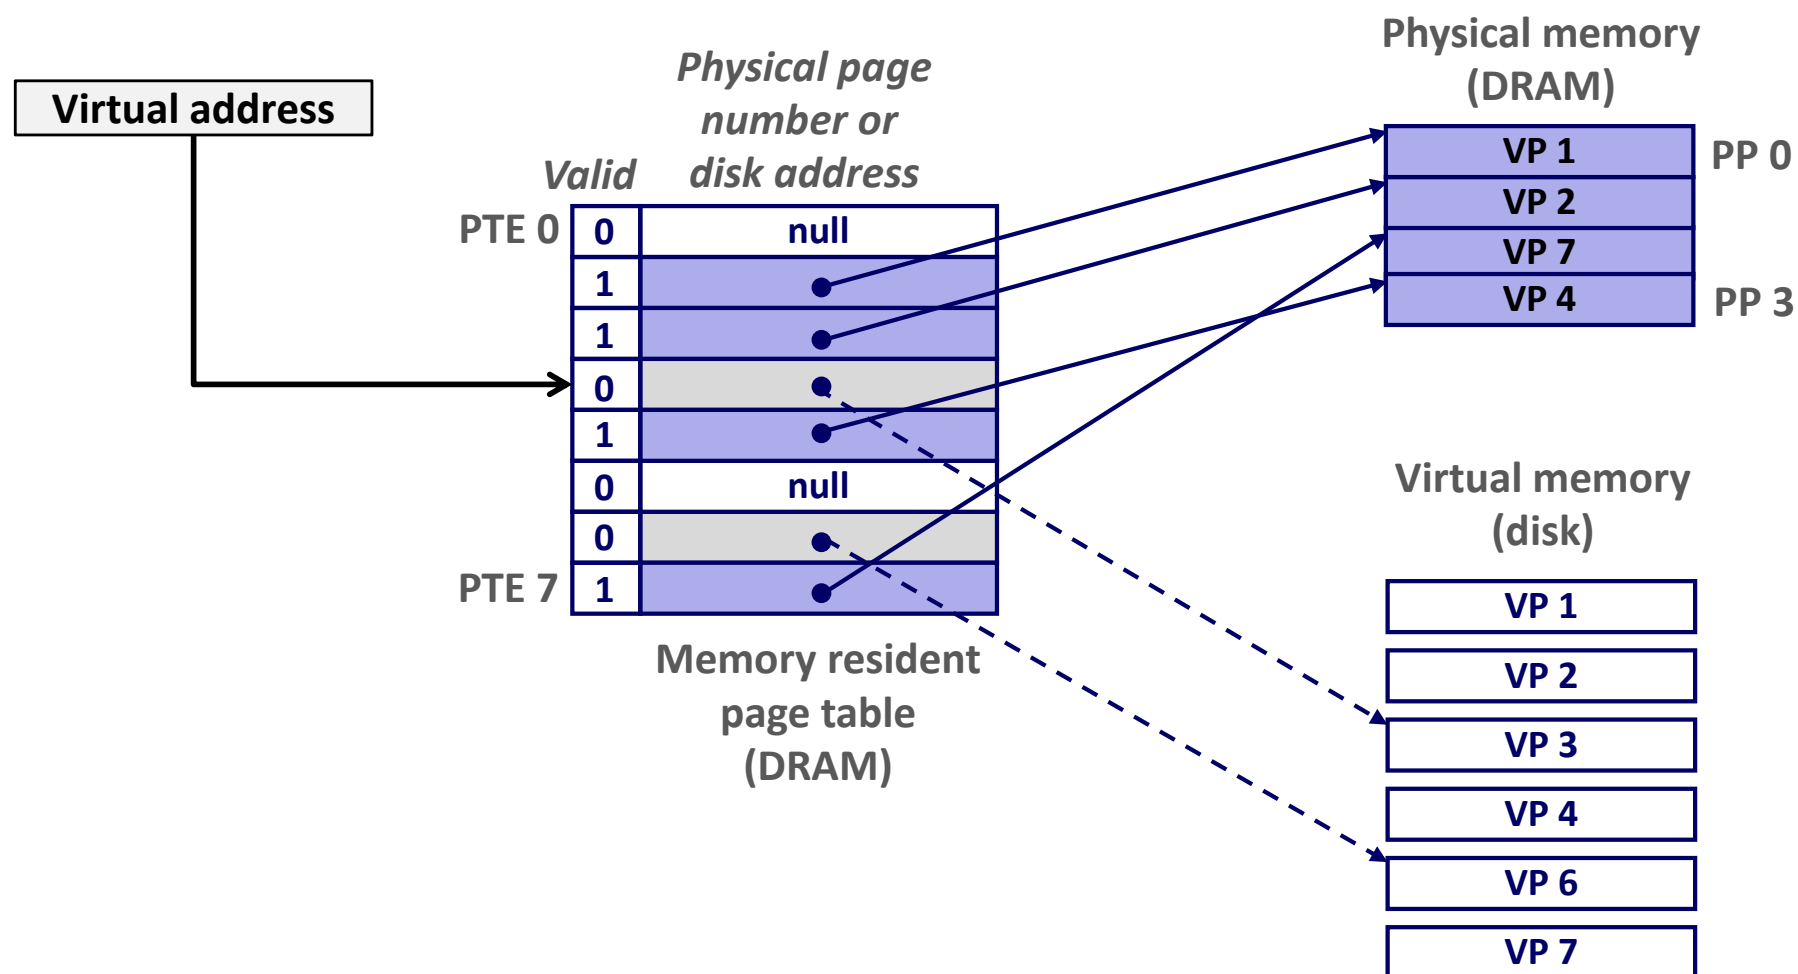 Virtual address
Physical page
number or
disk address
Valid
PTE 0
0
null
1
1
0
1
0
null
0
PTE 7
1
Memory resident
page table
(DRAM)
Physical memory
(DRAM)
VP 1
PP 0
VP 2
VP 7
VP 4
PP 3
Virtual memory
(disk)
VP 1
VP 2
VP 3
VP 4
VP 6
VP 7